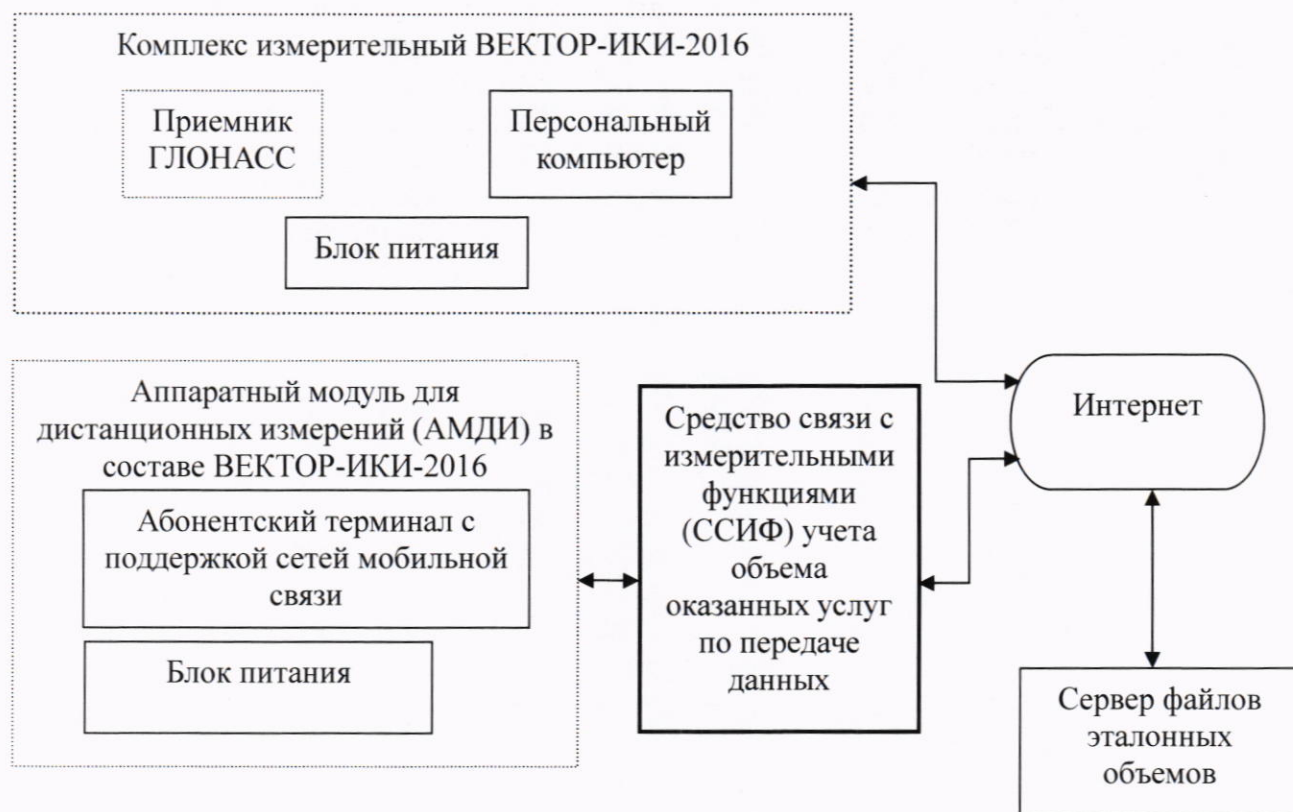 Комплекс измерительный ВЕКТОР-ИКИ-2016
Приемник
ГЛОНАСС
Персональный
компьютер
Блок питания
Аппаратный модуль для
дистанционных измерений (АМДИ) в
составе ВЕКТОР-ИКИ-2016
Абонентский терминал с
поддержкой сетей мобильной
связи
Блок питания
Средство связи с
измерительными
функциями
(ССИФ) учета
объема
оказанных услуг
по передаче
данных
Интернет
Сервер файлов
эталонных
объемов